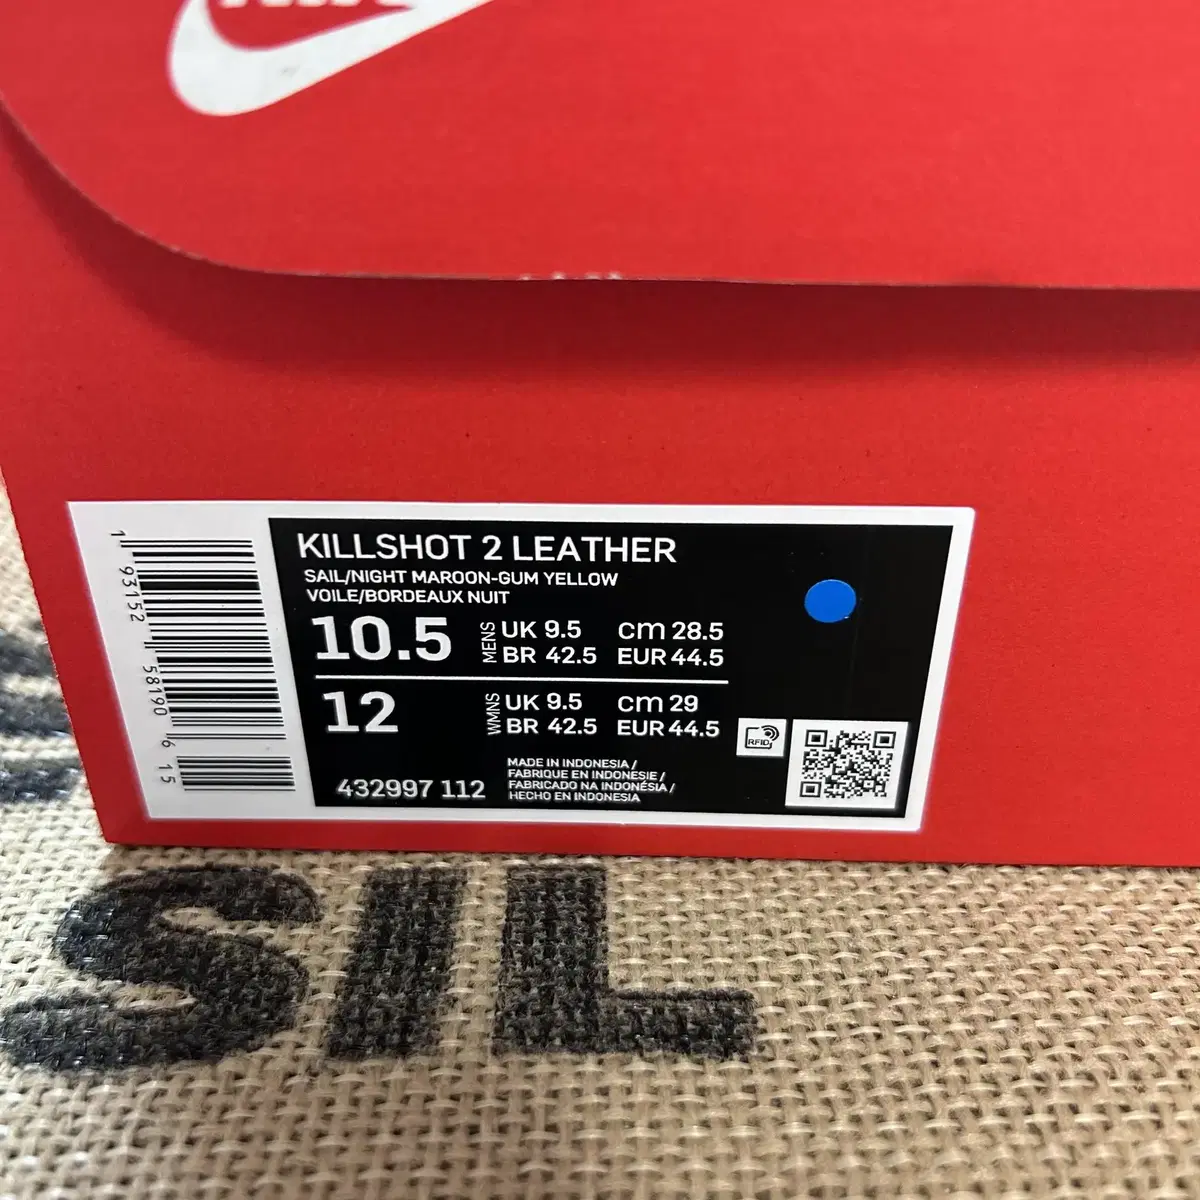 KILLSHOT 2 LEATHER
SAIL/NIGHT MAROON-GUM YELLOW
VOILE/BORDEAUX NUIT
10.5 MENS UK 9.5 cm 28.5
BR 42.5 EUR 44.5
12 WMNS UK 9.5 cm 29
BR 42.5 EUR 44.5
432997 112
MADE IN INDONESIA /
FABRIQUE EN INDONESIE /
FABRICADO NA INDONÉSIA /
HECHO EN INDONESIA
RFID
1 93152 58190 6 15
SIL